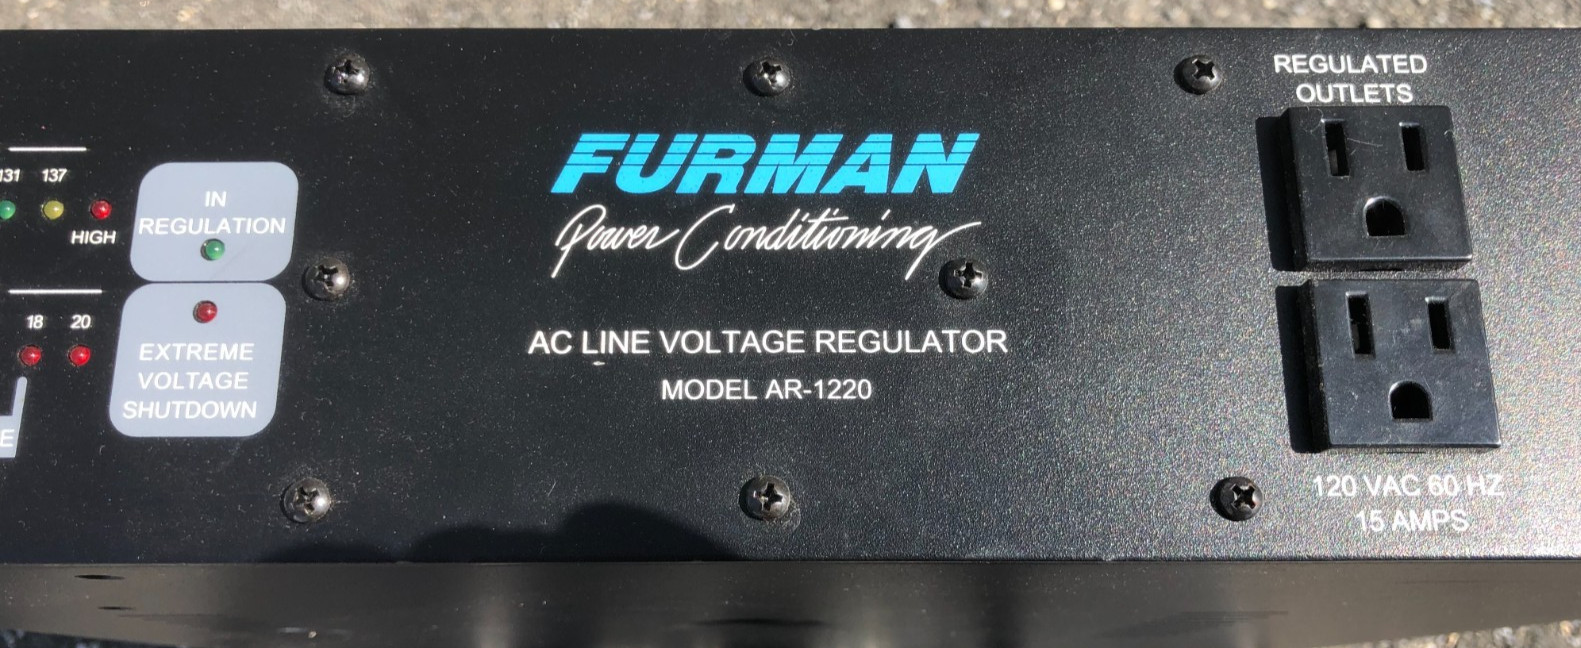 131 137
HIGH
IN
REGULATION
18 20
EXTREME
VOLTAGE
SHUTDOWN
E
FURMAN
Power Conditioning
AC LINE VOLTAGE REGULATOR
MODEL AR-1220
REGULATED
OUTLETS
120 VAC 60 HZ
15 AMPS